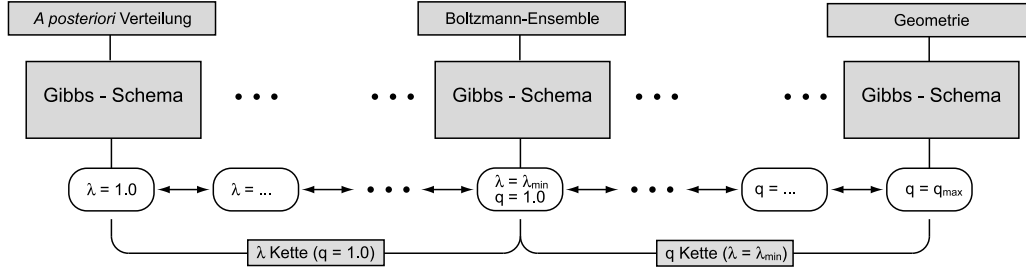 A posteriori Verteilung
Boltzmann-Ensemble
Geometrie
Gibbs - Schema
Gibbs - Schema
Gibbs - Schema
λ = 1.0
λ = ...
λ = λmin
q = 1.0
q = ...
q = qmax
λ Kette (q = 1.0)
q Kette (λ = λmin)